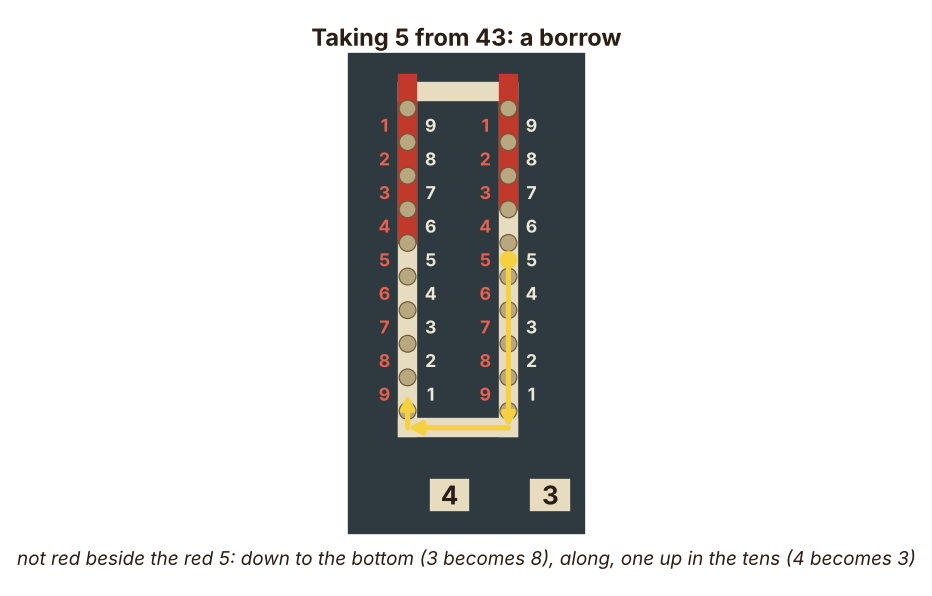 Taking 5 from 43: a borrow
1 9 1 9
2 8 2 8
3 7 3 7
4 6 4 6
5 5 5 5
6 4 6 4
7 3 7 3
8 2 8 2
9 1 9 1
4 3
not red beside the red 5: down to the bottom (3 becomes 8), along, one up in the tens (4 becomes 3)